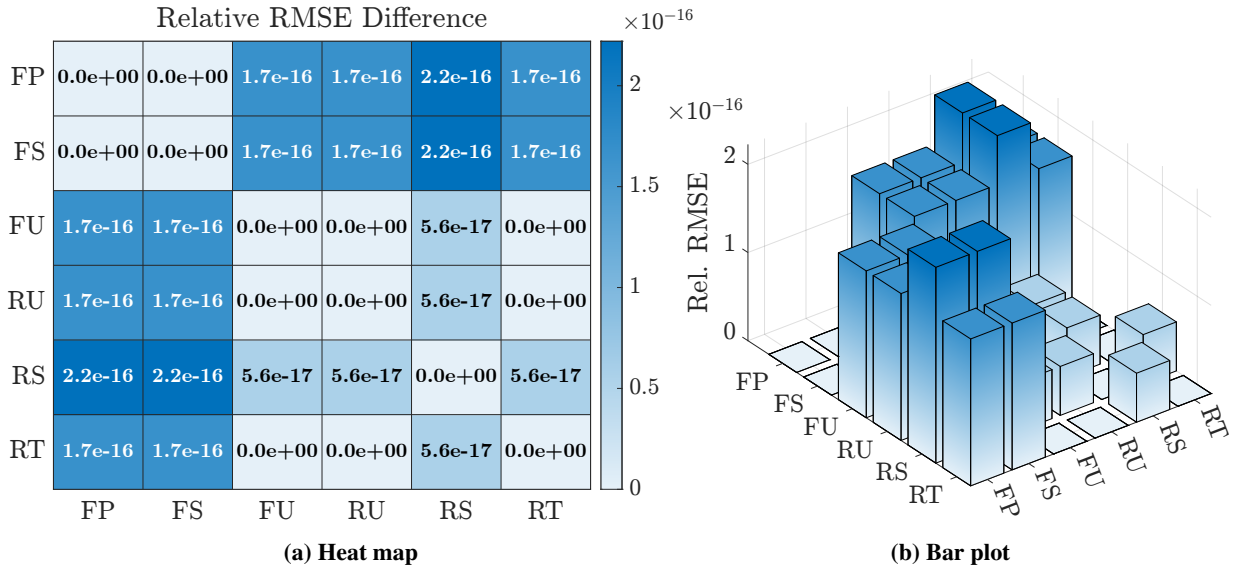 Relative RMSE Difference
×10⁻¹⁶
FP 0.0e+00 0.0e+00 1.7e-16 1.7e-16 2.2e-16 1.7e-16
FS 0.0e+00 0.0e+00 1.7e-16 1.7e-16 2.2e-16 1.7e-16
FU 1.7e-16 1.7e-16 0.0e+00 0.0e+00 5.6e-17 0.0e+00
RU 1.7e-16 1.7e-16 0.0e+00 0.0e+00 5.6e-17 0.0e+00
RS 2.2e-16 2.2e-16 5.6e-17 5.6e-17 0.0e+00 5.6e-17
RT 1.7e-16 1.7e-16 0.0e+00 0.0e+00 5.6e-17 0.0e+00
FP FS FU RU RS RT
2
1.5
1
0.5
0
(a) Heat map
×10⁻¹⁶
Rel. RMSE
2
1
0
FP
FS
FU
RU
RS
RT
FP
FS
FU
RU
RS
RT
(b) Bar plot